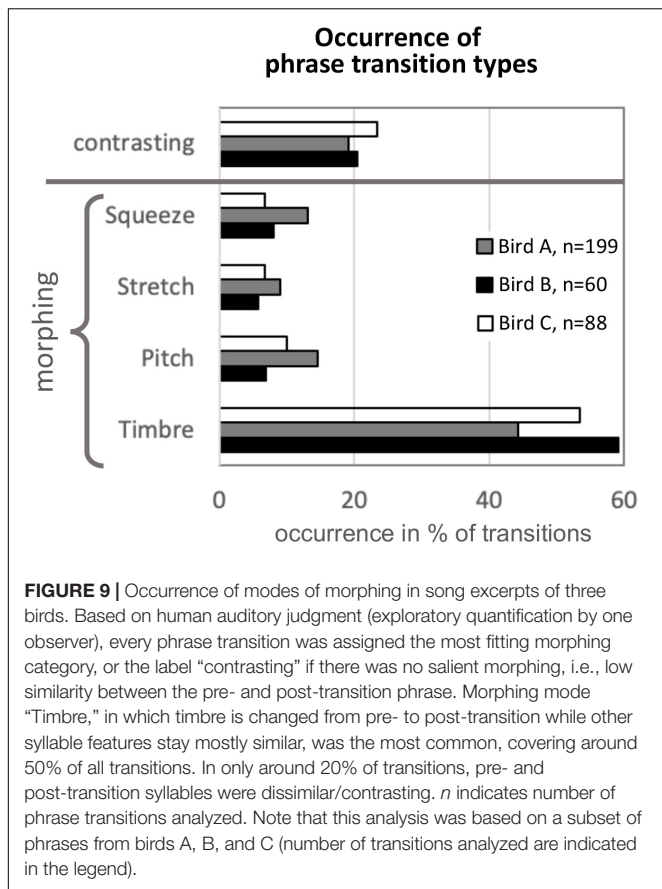 Occurrence of
phrase transition types
contrasting
morphing
Squeeze
Stretch
Pitch
Timbre
Bird A, n=199
Bird B, n=60
Bird C, n=88
0 20 40 60
occurrence in % of transitions
FIGURE 9 | Occurrence of modes of morphing in song excerpts of three
birds. Based on human auditory judgment (exploratory quantification by one
observer), every phrase transition was assigned the most fitting morphing
category, or the label “contrasting” if there was no salient morphing, i.e., low
similarity between the pre- and post-transition phrase. Morphing mode
“Timbre,” in which timbre is changed from pre- to post-transition while other
syllable features stay mostly similar, was the most common, covering around
50% of all transitions. In only around 20% of transitions, pre- and
post-transition syllables were dissimilar/contrasting. n indicates number of
phrase transitions analyzed. Note that this analysis was based on a subset of
phrases from birds A, B, and C (number of transitions analyzed are indicated
in the legend).